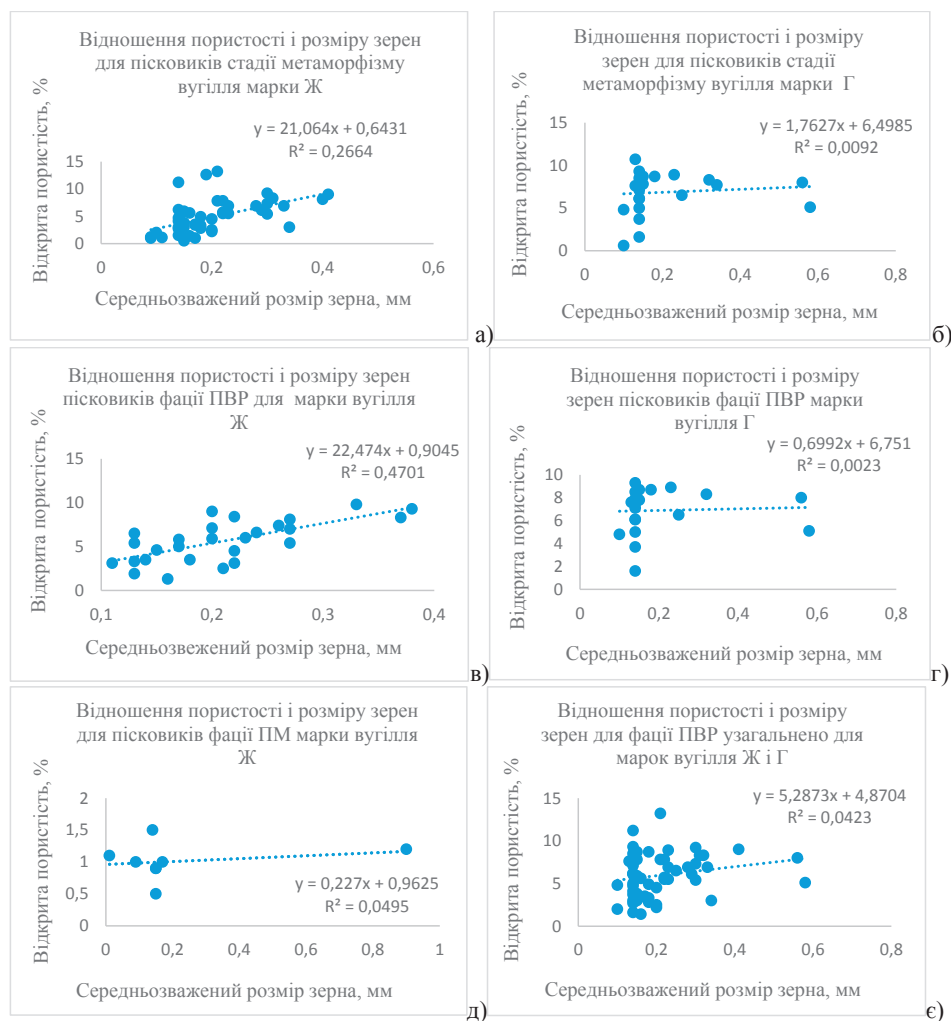 Відношення пористості і розміру зерен
для пісковиків стадії метаморфізму
вугілля марки Ж
y = 21,064x + 0,6431
R² = 0,2664
Відкрита пористість, %
15
10
5
0
0
0,2
0,4
0,6
Середньозважений розмір зерна, мм
а)
Відношення пористості і розміру
зерен для пісковиків стадії
метаморфізму вугілля марки Г
y = 1,7627x + 6,4985
R² = 0,0092
Відкрита пористість, %
15
10
5
0
0
0,2
0,4
0,6
0,8
Середньозважений розмір зерна, мм
б)
Відношення пористості і розміру зерен
пісковиків фації ПВР для марки вугілля
Ж
y = 22,474x + 0,9045
R² = 0,4701
Відкрита пористість, %
15
10
5
0
0,1
0,2
0,3
0,4
Середньозвежений розмір зерна, мм
в)
Відношення пористості і розміру
зерен пісковиків фації ПВР марки
вугілля Г
y = 0,6992x + 6,751
R² = 0,0023
Відкрита пористість, %
10
8
6
4
2
0
0
0,2
0,4
0,6
0,8
Середньозважений розмір зерна, мм
г)
Відношення пористості і розміру зерен
для пісковиків фації ПМ марки вугілля
Ж
Відкрита пористість, %
2
1,5
1
0,5
0
y = 0,227x + 0,9625
R² = 0,0495
0
0,2
0,4
0,6
0,8
1
Середньозважений розмір зерна, мм
д)
Відношення пористості і розміру
зерен для фації ПВР узагальнено для
марок вугілля Ж і Г
y = 5,2873x + 4,8704
R² = 0,0423
Відкрита пористість, %
15
10
5
0
0
0,2
0,4
0,6
0,8
Середньозважений розмір зерна, мм
є)